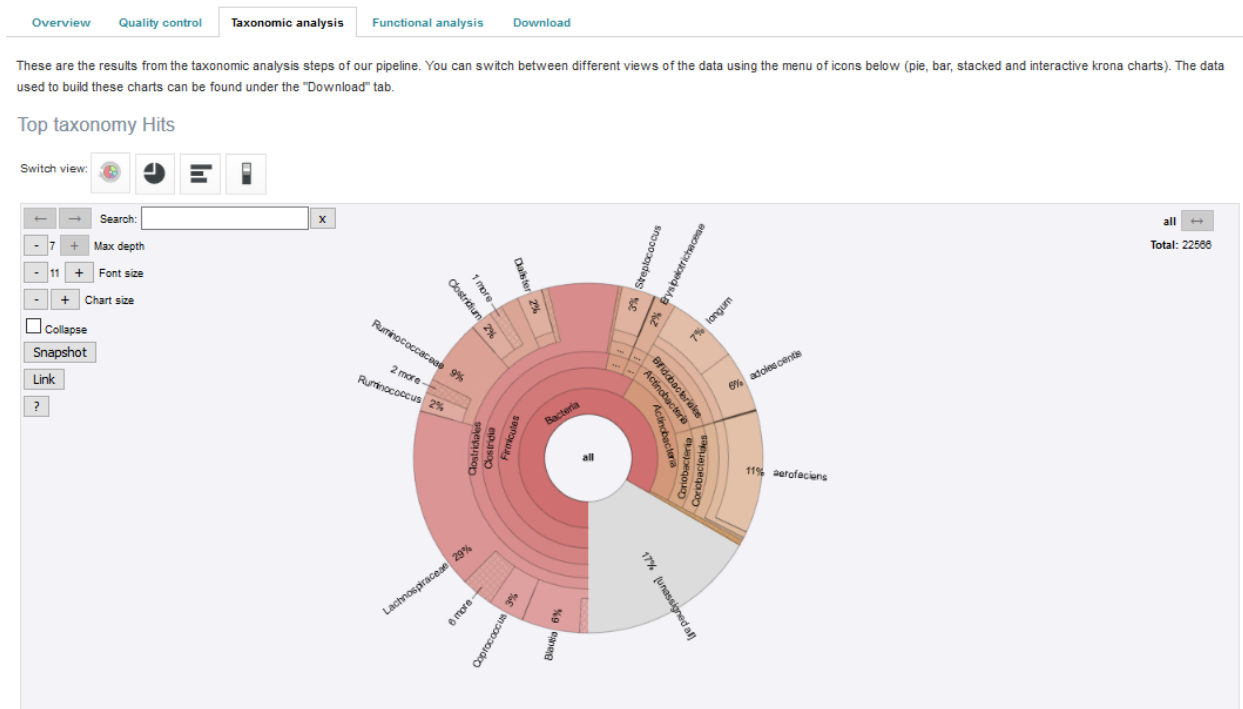 Overview Quality control Taxonomic analysis Functional analysis Download
These are the results from the taxonomic analysis steps of our pipeline. You can switch between different views of the data using the menu of icons below (pie, bar, stacked and interactive krona charts). The data
used to build these charts can be found under the "Download" tab.
Top taxonomy Hits
Switch view:
← → Search: x
all ↔
- 7 + Max depth
Total: 22566
- 11 + Font size
- + Chart size
Collapse
Snapshot
Link
?
Streptococcus
3%
Erysipelotrichaceae
2%
longum
7%
adolescentis
6%
11% aerofaciens
17% [unassigned all]
Dialister
2%
1 more
Clostridium
2%
Ruminococcaceae
9%
2 more
Ruminococcus
2%
Lachnospiraceae
29%
6 more
Coprococcus
3%
Blautia
6%
all
Bacteria
Firmicutes
Clostridia
Clostridiales
Actinobacteria
Actinobacteria
Bifidobacteriales
Coriobacteriia
Coriobacteriales
...
...
...
...